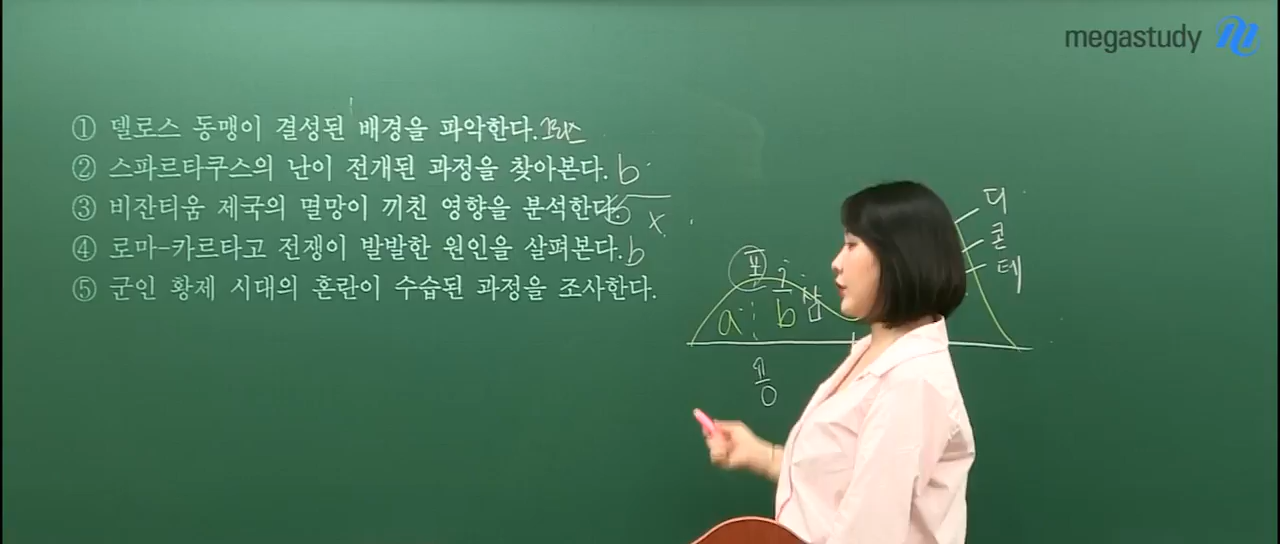 megastudy
① 델로스 동맹이 결성된 배경을 파악한다. 그리스
② 스파르타쿠스의 난이 전개된 과정을 찾아본다. b
③ 비잔티움 제국의 멸망이 끼친 영향을 분석한다. x
④ 로마-카르타고 전쟁이 발발한 원인을 살펴본다. b
⑤ 군인 황제 시대의 혼란이 수습된 과정을 조사한다.
디
콘
테
포
a b